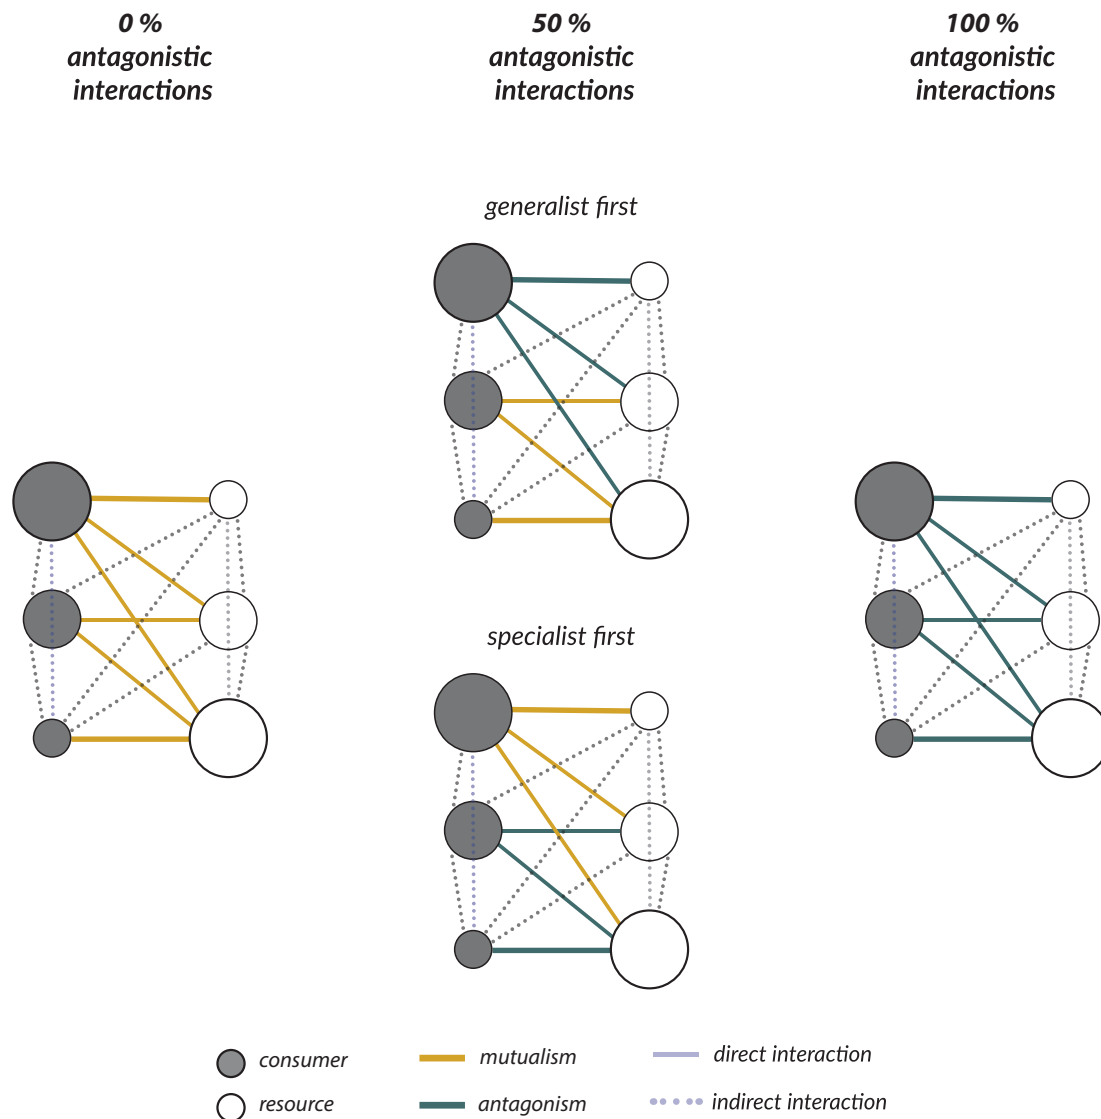 0 %
antagonistic
interactions
50 %
antagonistic
interactions
100 %
antagonistic
interactions
generalist first
specialist first
consumer
mutualism
direct interaction
resource
antagonism
indirect interaction